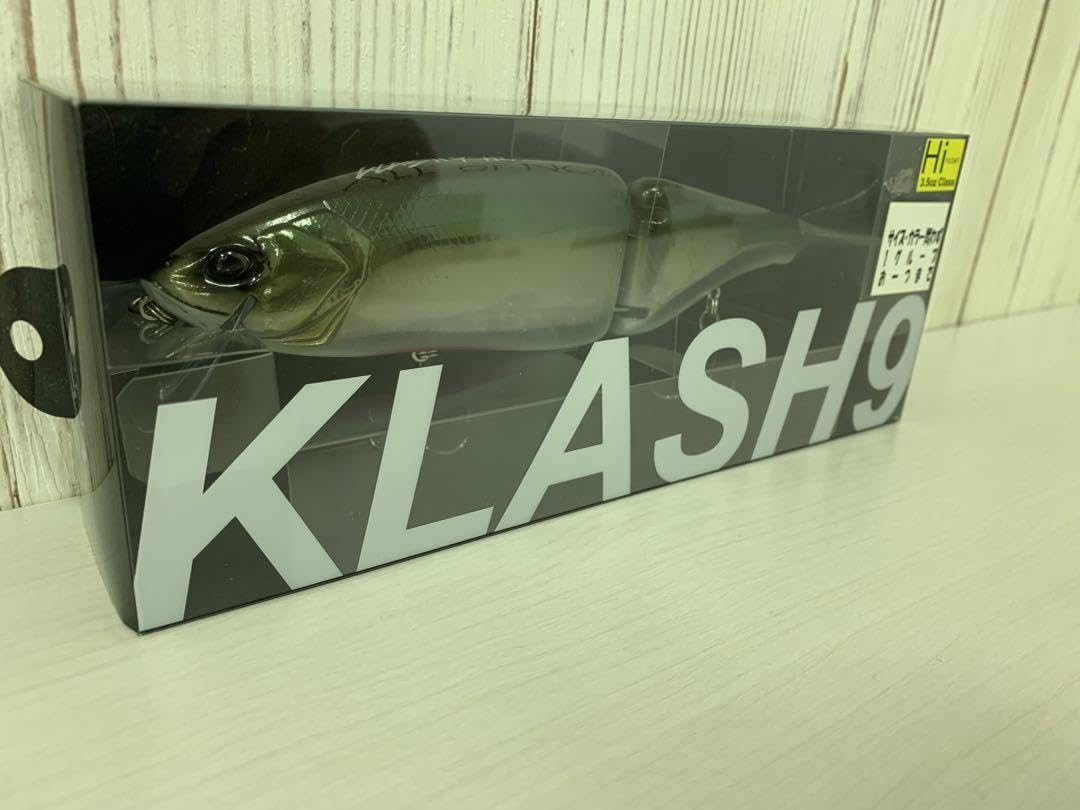 Hi FLOAT
3.5oz Class
サイズ・カラー問わず
1グループ
お一つまで
KLASH9